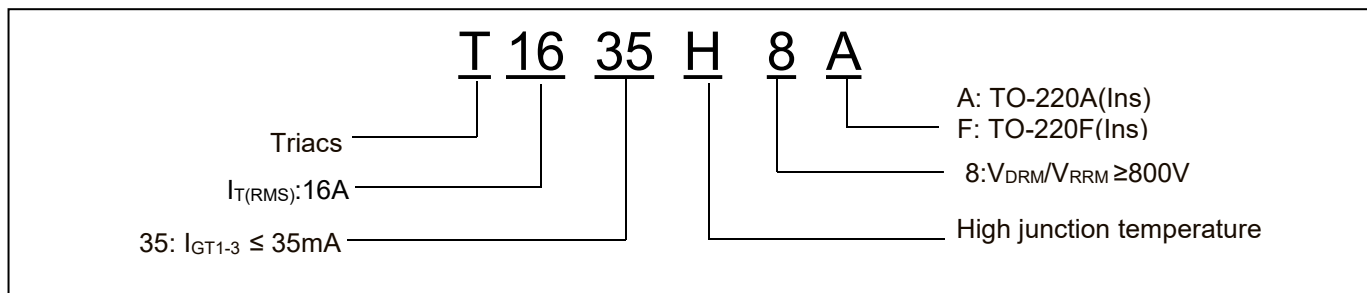 T 16 35 H 8 A
A: TO-220A(Ins)
F: TO-220F(Ins)
Triacs
8:VDRM/VRRM ≥800V
IT(RMS):16A
High junction temperature
35: IGT1-3 ≤ 35mA